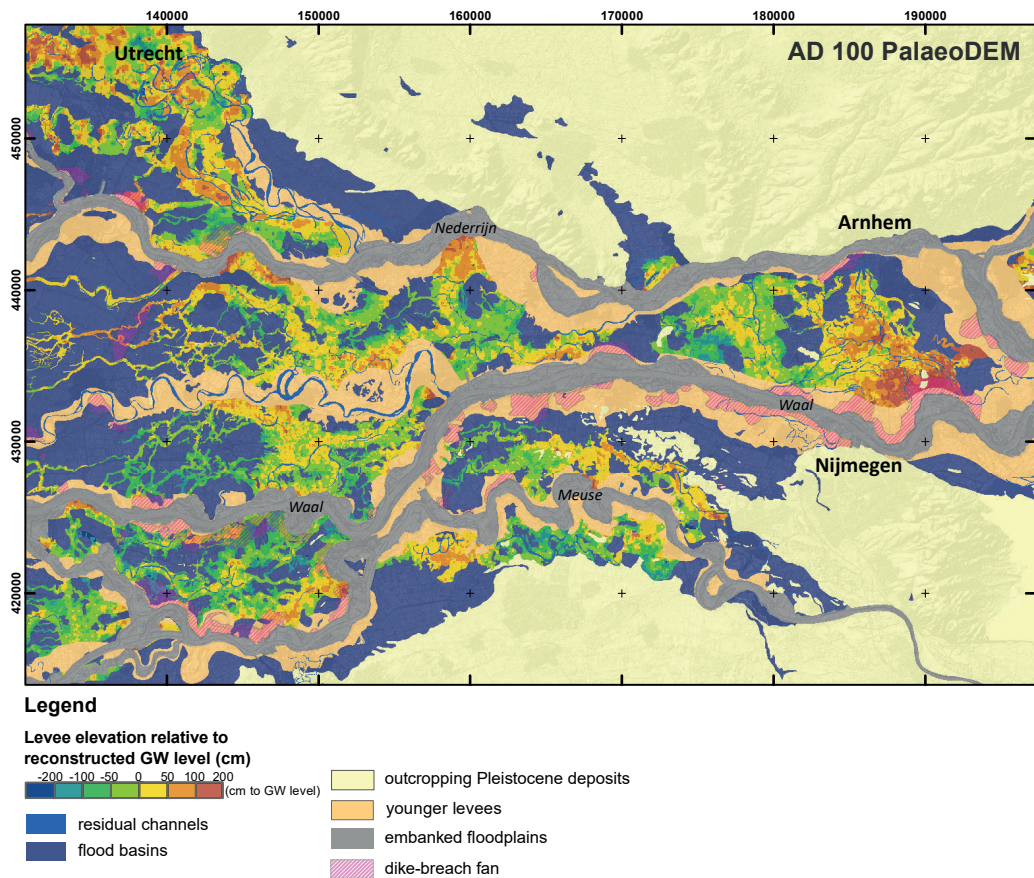 140000 150000 160000 170000 180000 190000
AD 100 PalaeoDEM
Utrecht
450000
Arnhem
Nederrijn
440000
Waal
430000
Nijmegen
Meuse
Waal
420000
Legend
Levee elevation relative to
reconstructed GW level (cm)
-200 -100 -50 0 50 100 200
(cm to GW level)
residual channels
flood basins
outcropping Pleistocene deposits
younger levees
embanked floodplains
dike-breach fan